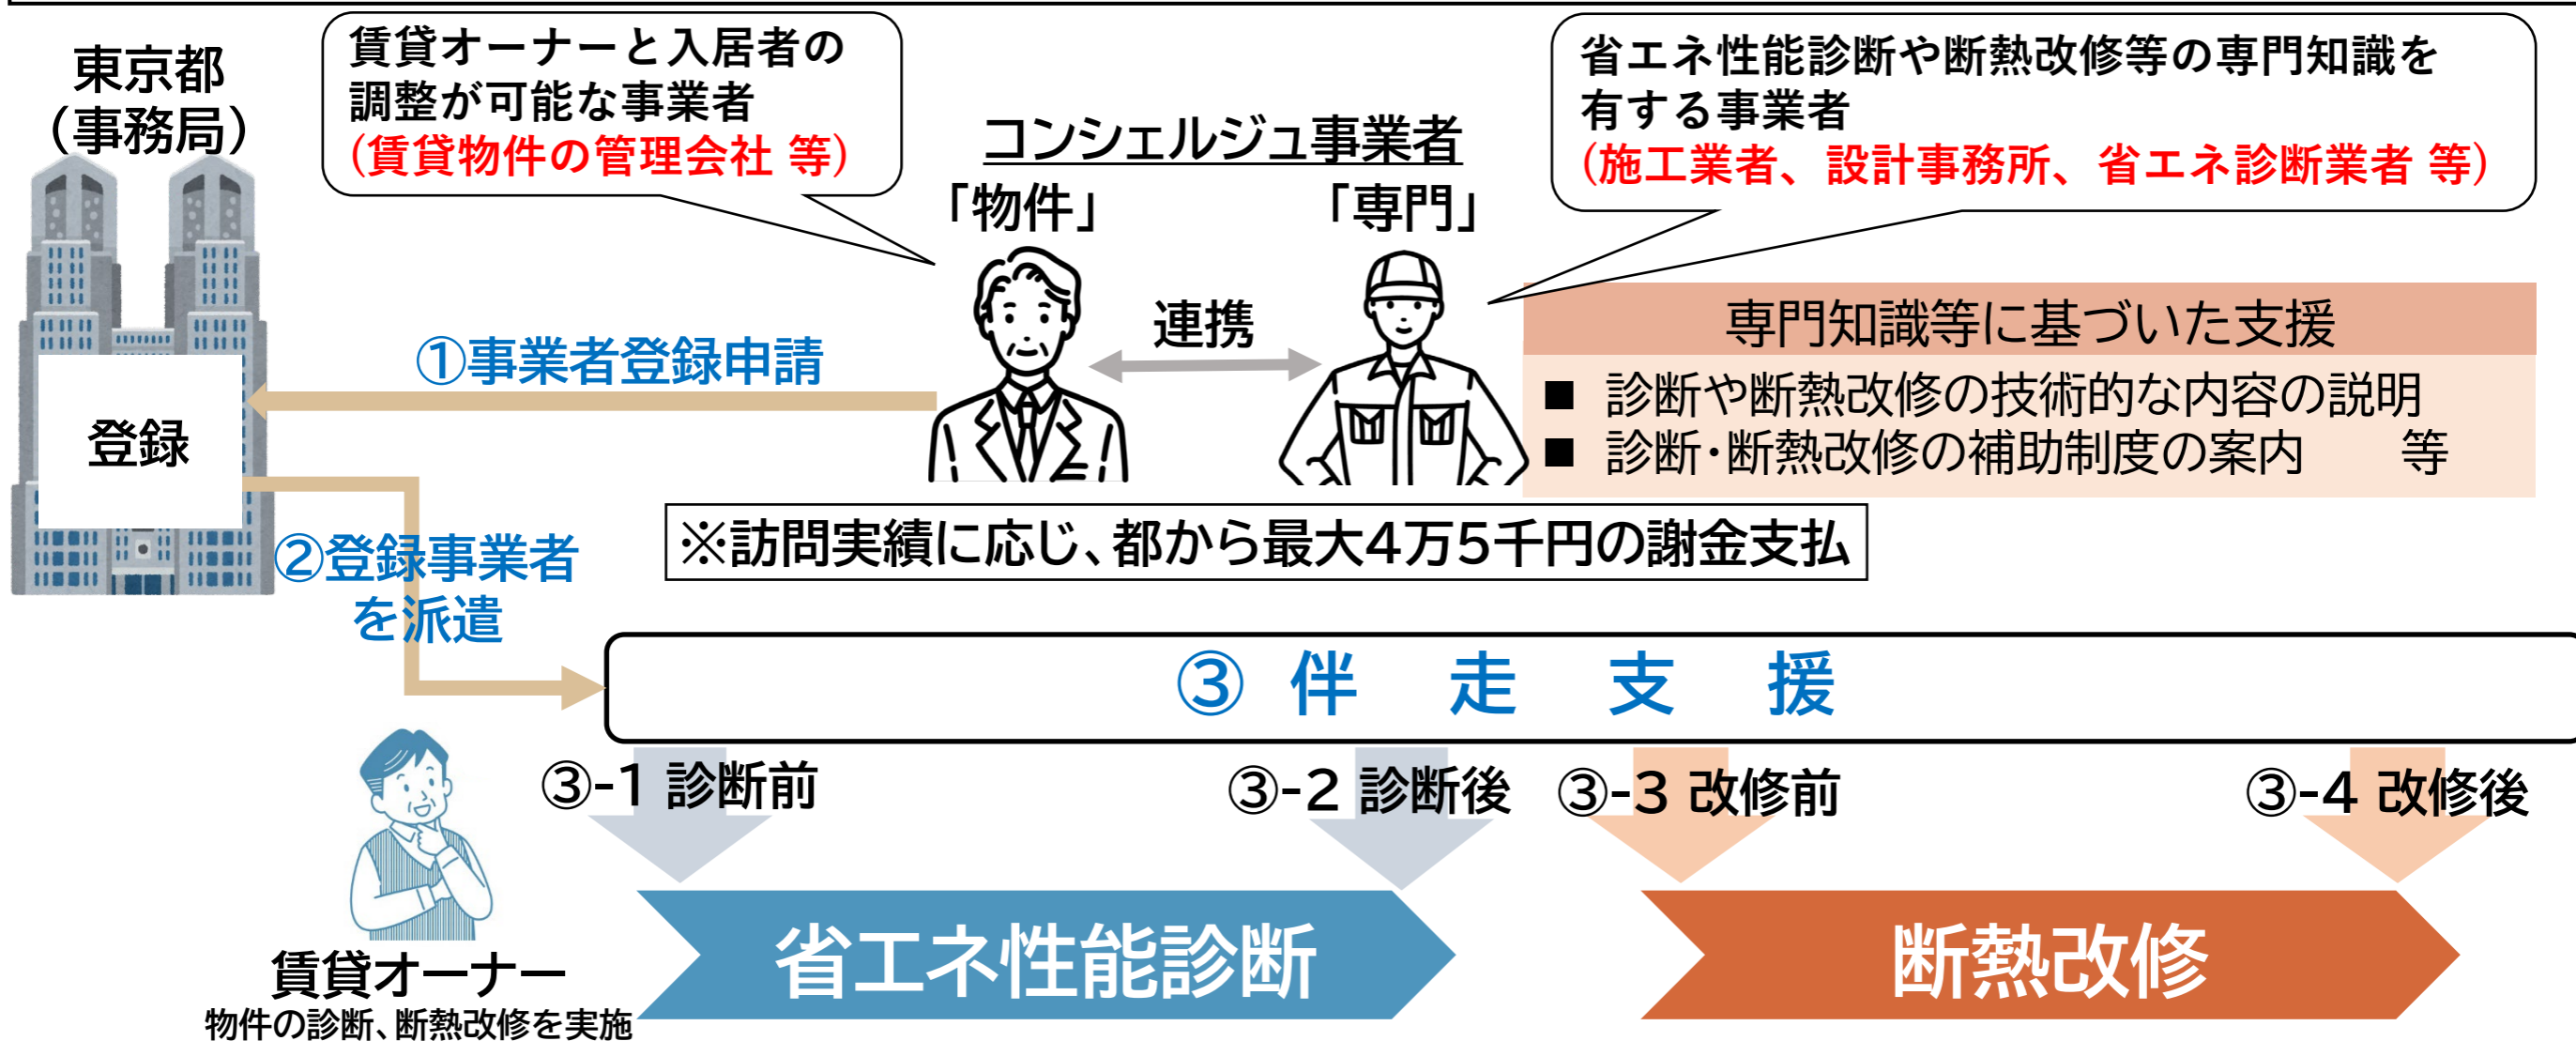 東京都
（事務局）
賃貸オーナーと入居者の
調整が可能な事業者
(賃貸物件の管理会社 等)
コンシェルジュ事業者
「物件」
「専門」
省エネ性能診断や断熱改修等の専門知識を
有する事業者
(施工業者、設計事務所、省エネ診断業者 等)
連携
専門知識等に基づいた支援
■ 診断や断熱改修の技術的な内容の説明
■ 診断・断熱改修の補助制度の案内　等
①事業者登録申請
登録
②登録事業者
を派遣
※訪問実績に応じ、都から最大4万5千円の謝金支払
③ 伴 走 支 援
③-1 診断前
③-2 診断後
③-3 改修前
③-4 改修後
省エネ性能診断
断熱改修
賃貸オーナー
物件の診断、断熱改修を実施